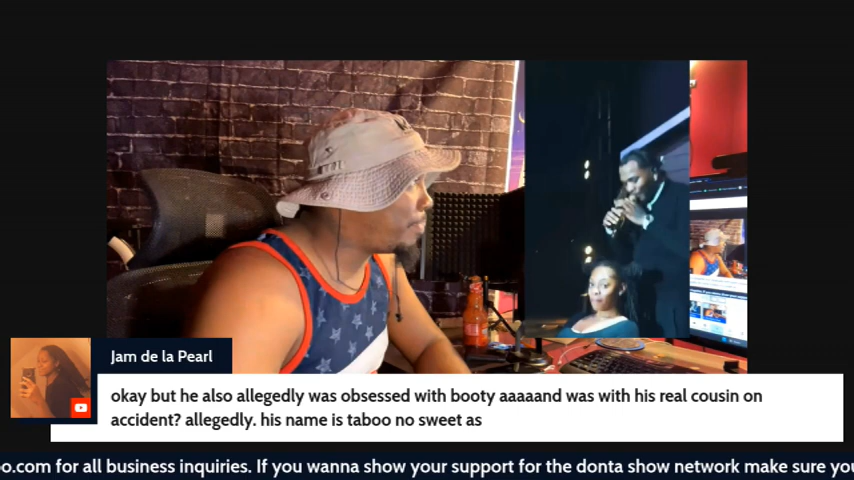 Jam de la Pearl
okay but he also allegedly was obsessed with booty aaaaand was with his real cousin on
accident? allegedly. his name is taboo no sweet as
o.com for all business inquiries. If you wanna show your support for the donta show network make sure you